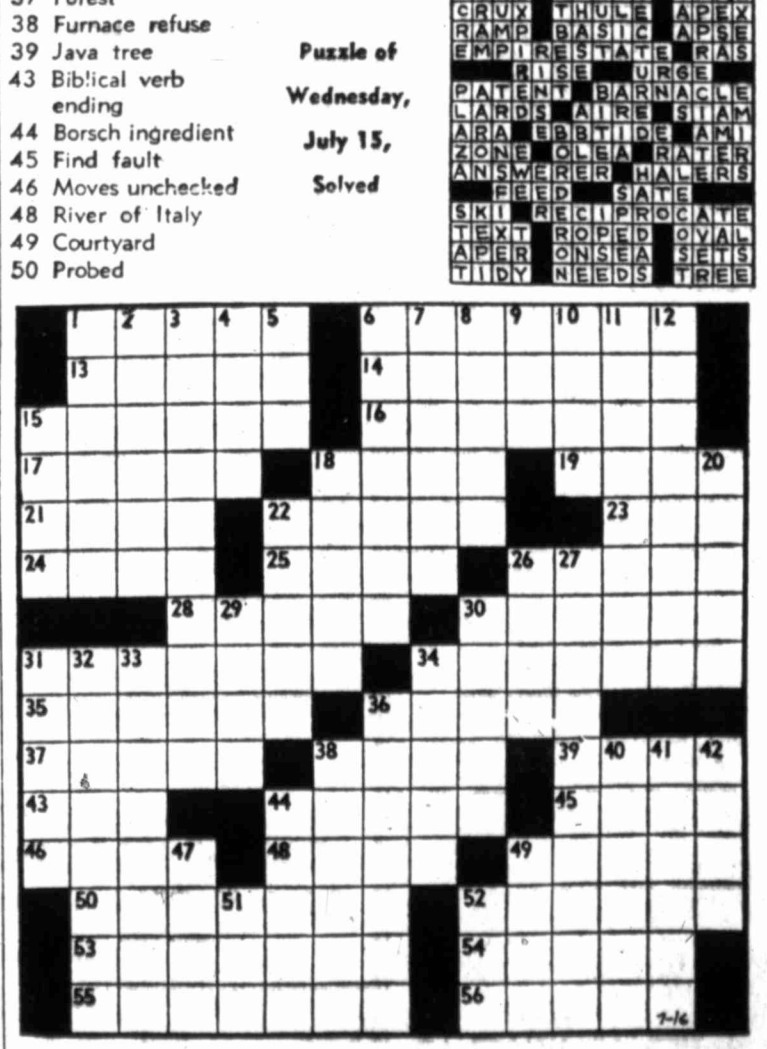 37 Forest
38 Furnace refuse
39 Java tree
43 Biblical verb
ending
44 Borsch ingredient
45 Find fault
46 Moves unchecked
48 River of Italy
49 Courtyard
50 Probed
Puzzle of
Wednesday,
July 15,
Solved
CRUX THULE APEX
RAMP BASIC APSE
EMPIRESTATE RAS
RISE URGE
PATENT BARNACLE
LARDS AIRE SIAM
ARA EBBTIDE AMI
ZONE OLEA RATER
ANSWERER HALERS
FEED SATE
SKI RECIPROCATE
TEXT ROPED OVAL
APER ONSEA SETS
TIDY NEEDS TREE
1 2 3 4 5 6 7 8 9 10 11 12
13 14
15 16
17 18 19 20
21 22 23
24 25 26 27
28 29 30
31 32 33 34
35 36
37 38 39 40 41 42
43 44 45
46 47 48 49
50 51 52
53 54
55 56
7-16